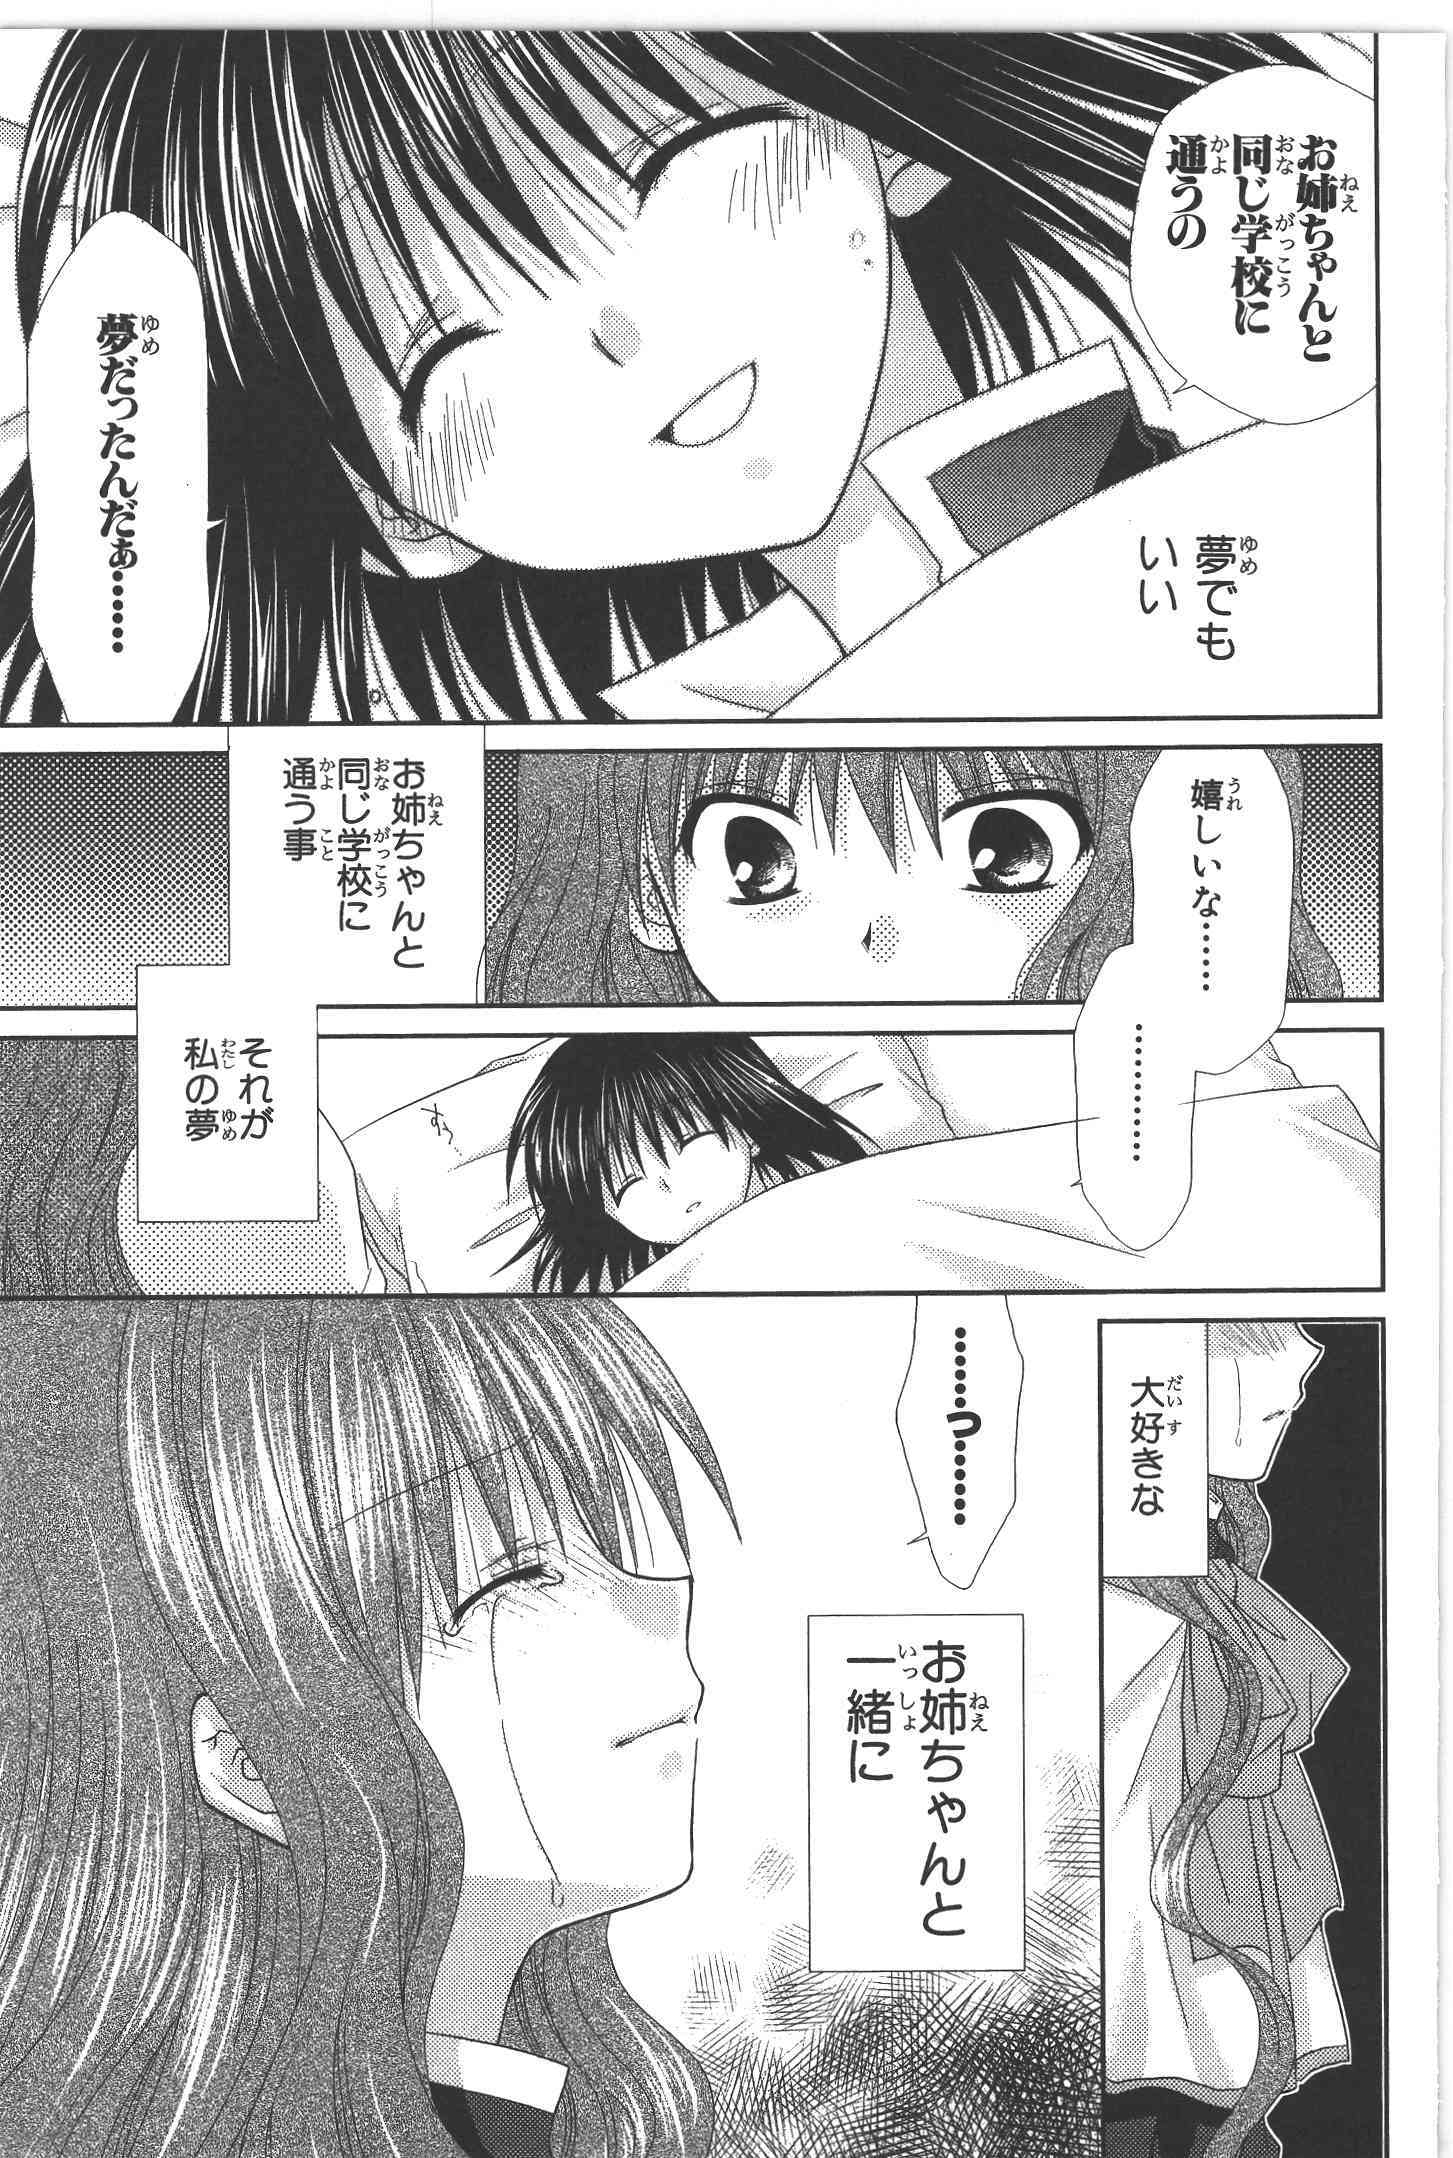 お姉ちゃんと
同じ学校に
通うの
夢だったんだぁ……
夢でも
いい
嬉しいな……
…………
お姉ちゃんと
同じ学校に
通う事
すぅ…
それが
私の夢
大好きな
………っ………
お姉ちゃんと
一緒に